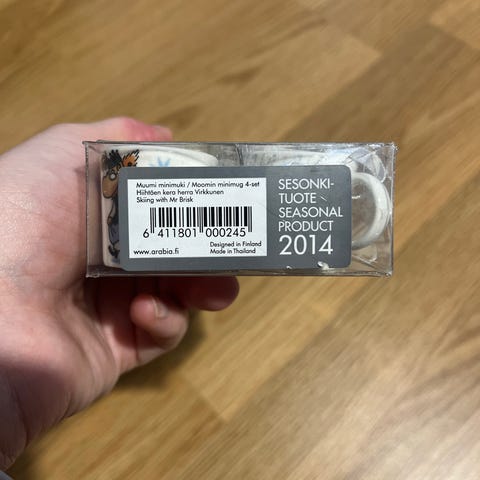 Muumi minimuki / Moomin minimug 4-set
Hiihtäen kera herra Virkkunen
Skiing with Mr Brisk
6 411801 000245
www.arabia.fi
Designed in Finland
Made in Thailand
SESONKI-
TUOTE
SEASONAL
PRODUCT
2014